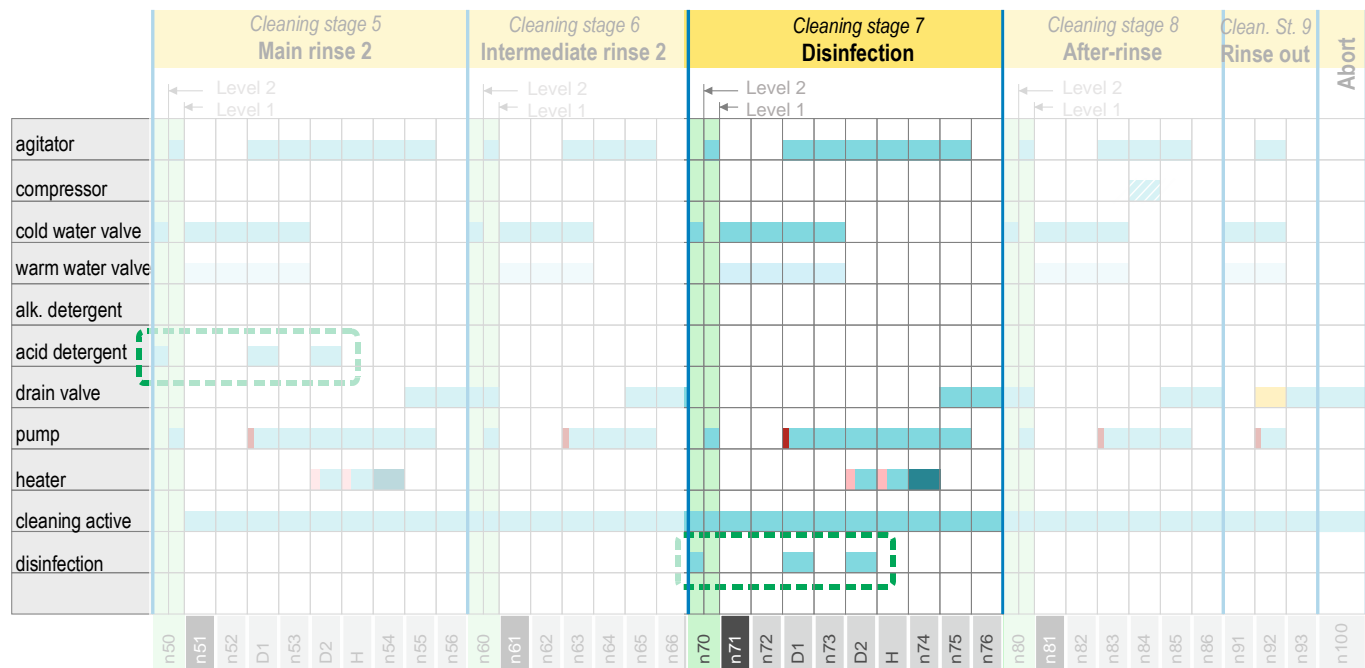 Cleaning stage 5
Main rinse 2
Cleaning stage 6
Intermediate rinse 2
Cleaning stage 7
Disinfection
Cleaning stage 8
After-rinse
Clean. St. 9
Rinse out
Abort
Level 2
Level 1
Level 2
Level 1
Level 2
Level 1
Level 2
Level 1
agitator
compressor
cold water valve
warm water valve
alk. detergent
acid detergent
drain valve
pump
heater
cleaning active
disinfection
n50 n51 n52 D1 n53 D2 H n54 n55 n56 n60 n61 n62 n63 n64 n65 n66 n70 n71 n72 D1 n73 D2 H n74 n75 n76 n80 n81 n82 n83 n84 n85 n86 n91 n92 n93 n100